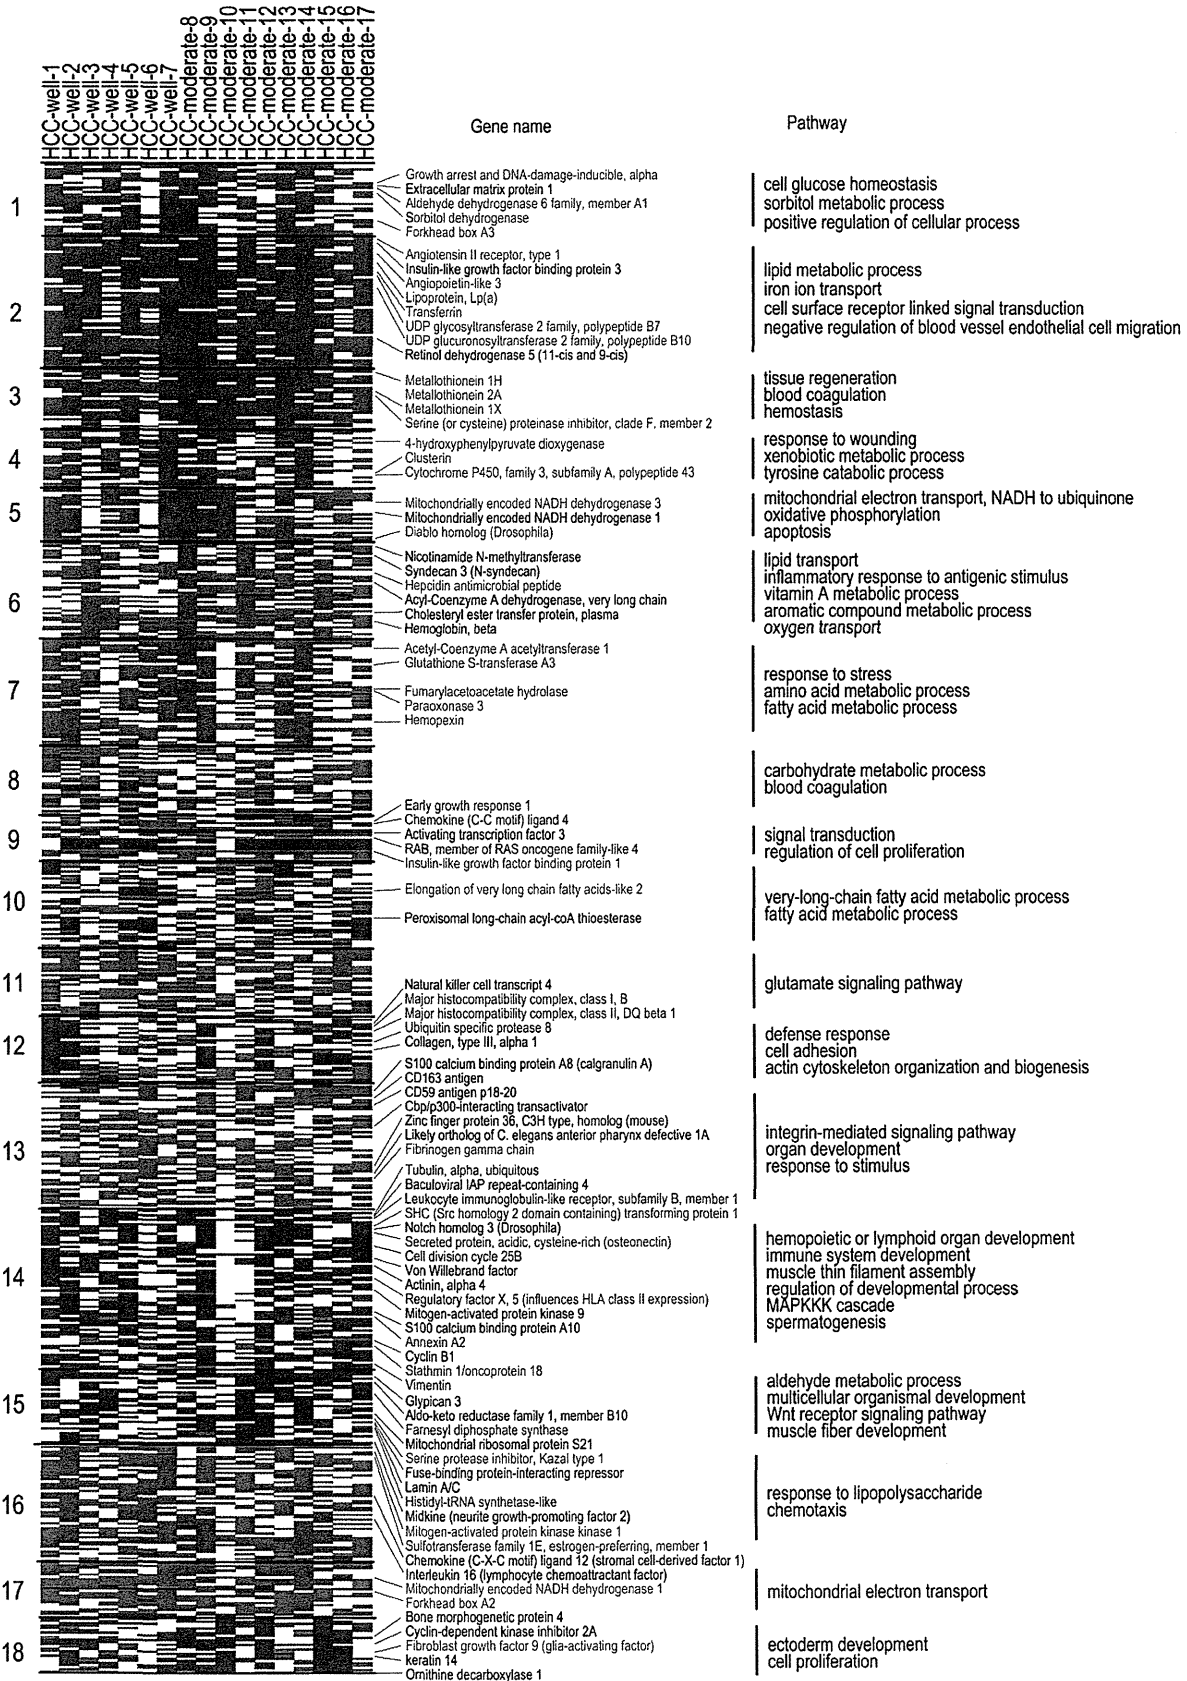 HCC-well-1
HCC-well-2
HCC-well-3
HCC-well-4
HCC-well-5
HCC-well-6
HCC-well-7
HCC-moderate-8
HCC-moderate-9
HCC-moderate-10
HCC-moderate-11
HCC-moderate-12
HCC-moderate-13
HCC-moderate-14
HCC-moderate-15
HCC-moderate-16
HCC-moderate-17
Gene name
Pathway
1
Growth arrest and DNA-damage-inducible, alpha
Extracellular matrix protein 1
Aldehyde dehydrogenase 6 family, member A1
Sorbitol dehydrogenase
Forkhead box A3
cell glucose homeostasis
sorbitol metabolic process
positive regulation of cellular process
2
Angiotensin II receptor, type 1
Insulin-like growth factor binding protein 3
Angiopoietin-like 3
Lipoprotein, Lp(a)
Transferrin
UDP glycosyltransferase 2 family, polypeptide B7
UDP glucuronosyltransferase 2 family, polypeptide B10
Retinol dehydrogenase 5 (11-cis and 9-cis)
lipid metabolic process
iron ion transport
cell surface receptor linked signal transduction
negative regulation of blood vessel endothelial cell migration
3
Metallothionein 1H
Metallothionein 2A
Metallothionein 1X
Serine (or cysteine) proteinase inhibitor, clade F, member 2
tissue regeneration
blood coagulation
hemostasis
4
4-hydroxyphenylpyruvate dioxygenase
Clusterin
Cytochrome P450, family 3, subfamily A, polypeptide 43
response to wounding
xenobiotic metabolic process
tyrosine catabolic process
5
Mitochondrially encoded NADH dehydrogenase 3
Mitochondrially encoded NADH dehydrogenase 1
Diablo homolog (Drosophila)
mitochondrial electron transport, NADH to ubiquinone
oxidative phosphorylation
apoptosis
6
Nicotinamide N-methyltransferase
Syndecan 3 (N-syndecan)
Hepcidin antimicrobial peptide
Acyl-Coenzyme A dehydrogenase, very long chain
Cholesteryl ester transfer protein, plasma
Hemoglobin, beta
lipid transport
inflammatory response to antigenic stimulus
vitamin A metabolic process
aromatic compound metabolic process
oxygen transport
7
Acetyl-Coenzyme A acetyltransferase 1
Glutathione S-transferase A3
Fumarylacetoacetate hydrolase
Paraoxonase 3
Hemopexin
response to stress
amino acid metabolic process
fatty acid metabolic process
8
carbohydrate metabolic process
blood coagulation
9
Early growth response 1
Chemokine (C-C motif) ligand 4
Activating transcription factor 3
RAB, member of RAS oncogene family-like 4
Insulin-like growth factor binding protein 1
signal transduction
regulation of cell proliferation
10
Elongation of very long chain fatty acids-like 2
Peroxisomal long-chain acyl-coA thioesterase
very-long-chain fatty acid metabolic process
fatty acid metabolic process
11
glutamate signaling pathway
12
Natural killer cell transcript 4
Major histocompatibility complex, class I, B
Major histocompatibility complex, class II, DQ beta 1
Ubiquitin specific protease 8
Collagen, type III, alpha 1
defense response
cell adhesion
actin cytoskeleton organization and biogenesis
13
S100 calcium binding protein A8 (calgranulin A)
CD163 antigen
CD59 antigen p18-20
Cbp/p300-interacting transactivator
Zinc finger protein 36, C3H type, homolog (mouse)
Likely ortholog of C. elegans anterior pharynx defective 1A
Fibrinogen gamma chain
integrin-mediated signaling pathway
organ development
response to stimulus
14
Tubulin, alpha, ubiquitous
Baculoviral IAP repeat-containing 4
Leukocyte immunoglobulin-like receptor, subfamily B, member 1
SHC (Src homology 2 domain containing) transforming protein 1
Notch homolog 3 (Drosophila)
Secreted protein, acidic, cysteine-rich (osteonectin)
Cell division cycle 25B
Von Willebrand factor
Actinin, alpha 4
Regulatory factor X, 5 (influences HLA class II expression)
Mitogen-activated protein kinase 9
S100 calcium binding protein A10
Annexin A2
Cyclin B1
hemopoietic or lymphoid organ development
immune system development
muscle thin filament assembly
regulation of developmental process
MAPKKK cascade
spermatogenesis
15
Stathmin 1/oncoprotein 18
Vimentin
Glypican 3
Aldo-keto reductase family 1, member B10
Farnesyl diphosphate synthase
Mitochondrial ribosomal protein S21
Serine protease inhibitor, Kazal type 1
Fuse-binding protein-interacting repressor
Lamin A/C
Histidyl-tRNA synthetase-like
Midkine (neurite growth-promoting factor 2)
aldehyde metabolic process
multicellular organismal development
Wnt receptor signaling pathway
muscle fiber development
16
Mitogen-activated protein kinase kinase 1
Sulfotransferase family 1E, estrogen-preferring, member 1
Chemokine (C-X-C motif) ligand 12 (stromal cell-derived factor 1)
Interleukin 16 (lymphocyte chemoattractant factor)
response to lipopolysaccharide
chemotaxis
17
Mitochondrially encoded NADH dehydrogenase 1
Forkhead box A2
mitochondrial electron transport
18
Bone morphogenetic protein 4
Cyclin-dependent kinase inhibitor 2A
Fibroblast growth factor 9 (glia-activating factor)
keratin 14
Ornithine decarboxylase 1
ectoderm development
cell proliferation